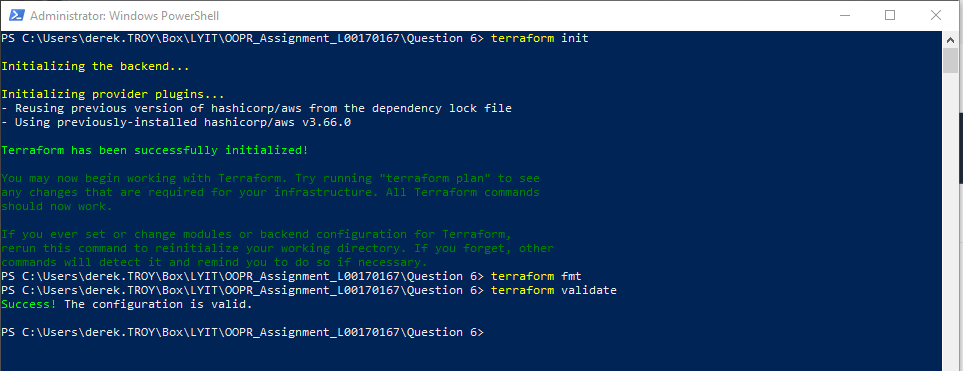 Administrator: Windows PowerShell
PS C:\Users\derek.TROY\Box\LYIT\OOPR_Assignment_L00170167\Question 6> terraform init
Initializing the backend...
Initializing provider plugins...
- Reusing previous version of hashicorp/aws from the dependency lock file
- Using previously-installed hashicorp/aws v3.66.0
Terraform has been successfully initialized!
You may now begin working with Terraform. Try running "terraform plan" to see
any changes that are required for your infrastructure. All Terraform commands
should now work.
If you ever set or change modules or backend configuration for Terraform,
rerun this command to reinitialize your working directory. If you forget, other
commands will detect it and remind you to do so if necessary.
PS C:\Users\derek.TROY\Box\LYIT\OOPR_Assignment_L00170167\Question 6> terraform fmt
PS C:\Users\derek.TROY\Box\LYIT\OOPR_Assignment_L00170167\Question 6> terraform validate
Success! The configuration is valid.
PS C:\Users\derek.TROY\Box\LYIT\OOPR_Assignment_L00170167\Question 6>